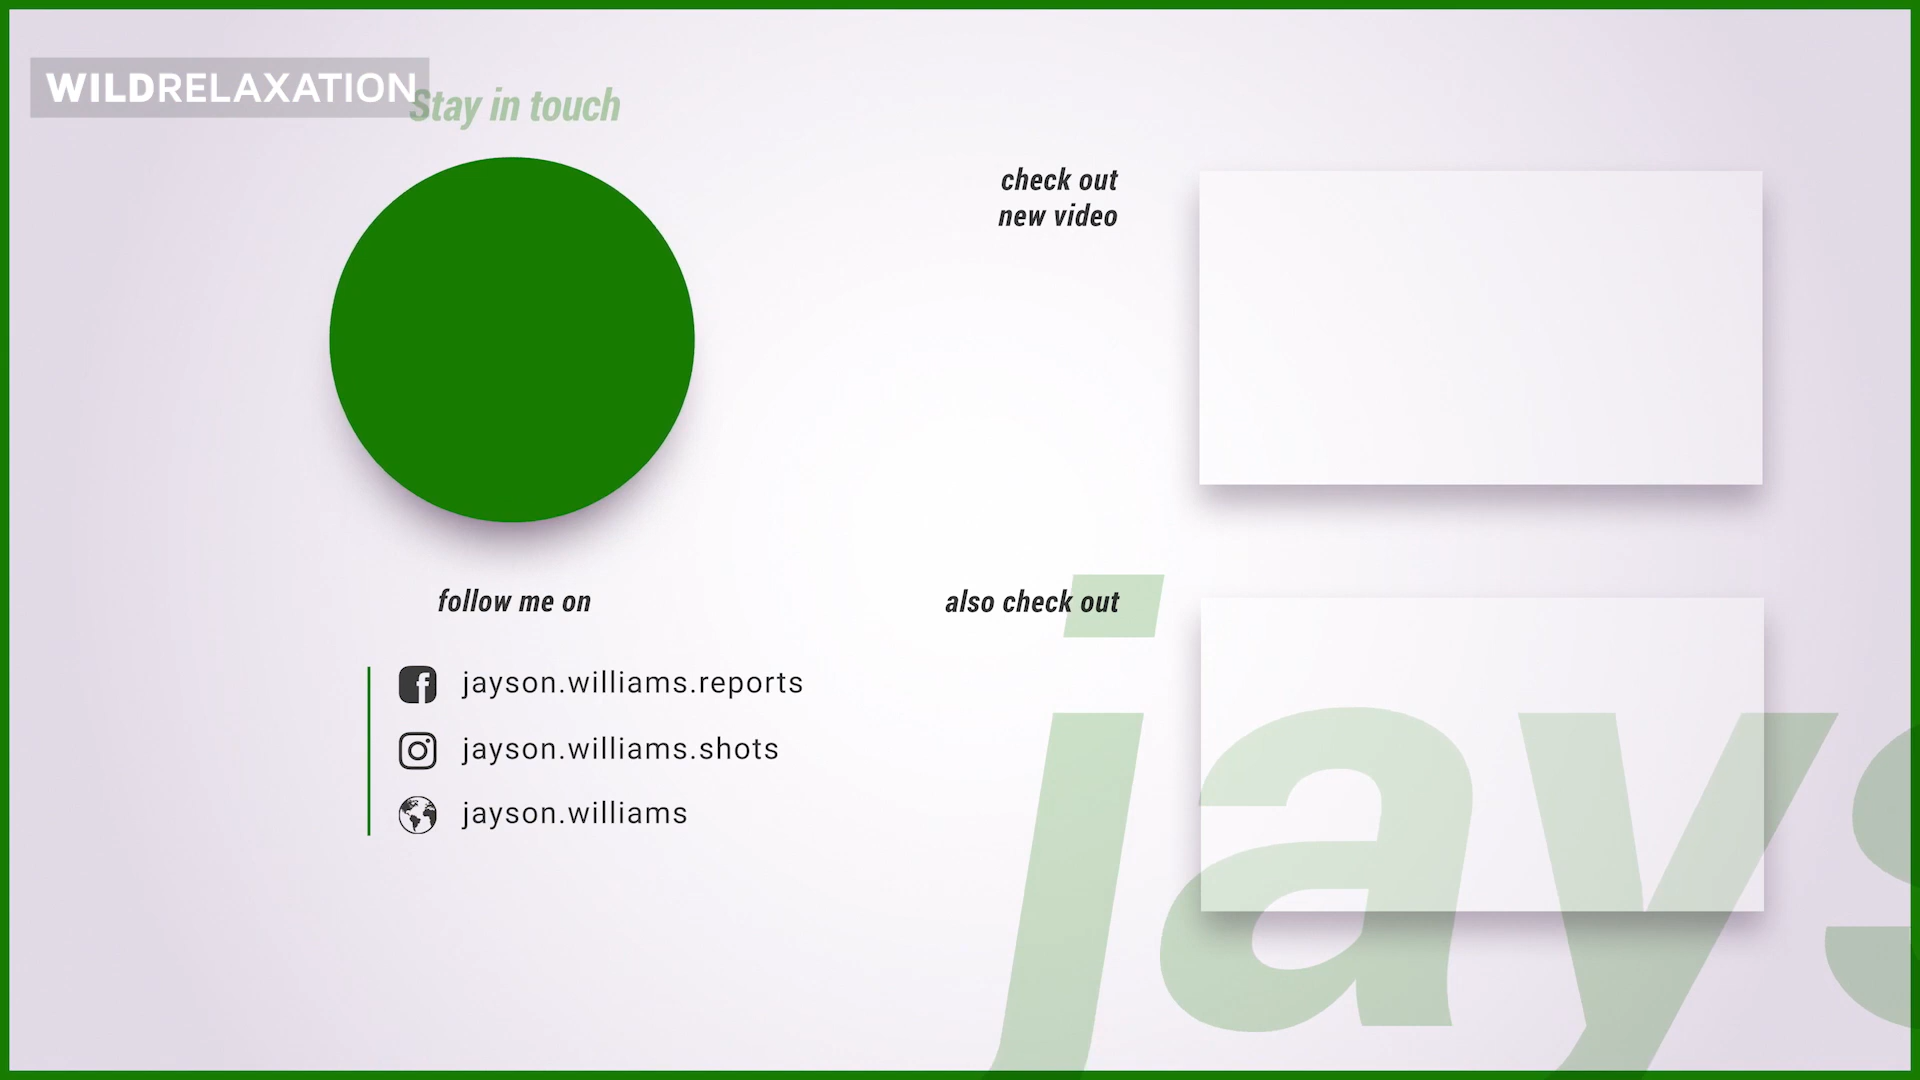 WILDRELAXATION
Stay in touch
check out
new video
follow me on
also check out
jayson.williams.reports
jayson.williams.shots
jayson.williams
jays